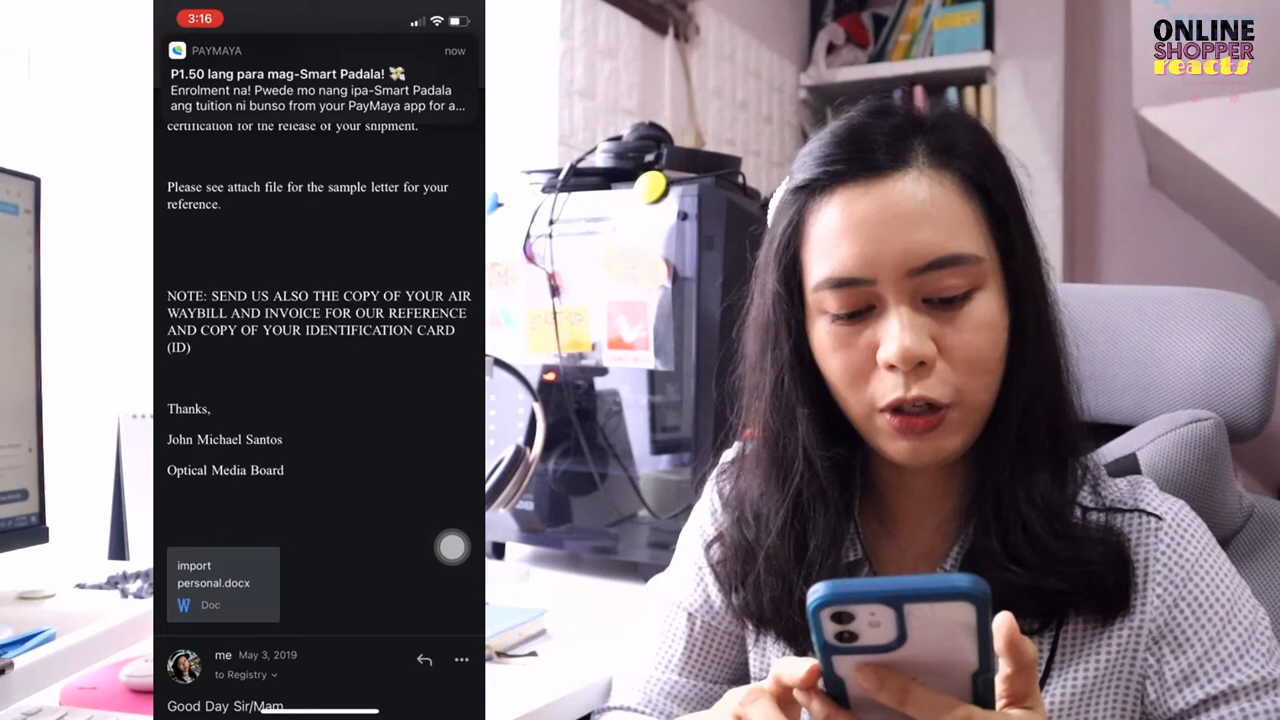 3:16
PAYMAYA
now
P1.50 lang para mag-Smart Padala! 💸
Enrolment na! Pwede mo nang ipa-Smart Padala
ang tuition ni bunso from your PayMaya app for a...
certification for the release of your shipment.
Please see attach file for the sample letter for your
reference.
NOTE: SEND US ALSO THE COPY OF YOUR AIR
WAYBILL AND INVOICE FOR OUR REFERENCE
AND COPY OF YOUR IDENTIFICATION CARD
(ID)
Thanks,
John Michael Santos
Optical Media Board
import
personal.docx
W Doc
me May 3, 2019
to Registry
Good Day Sir/Mam
START-UP
ONLINE
SHOPPER
reacts